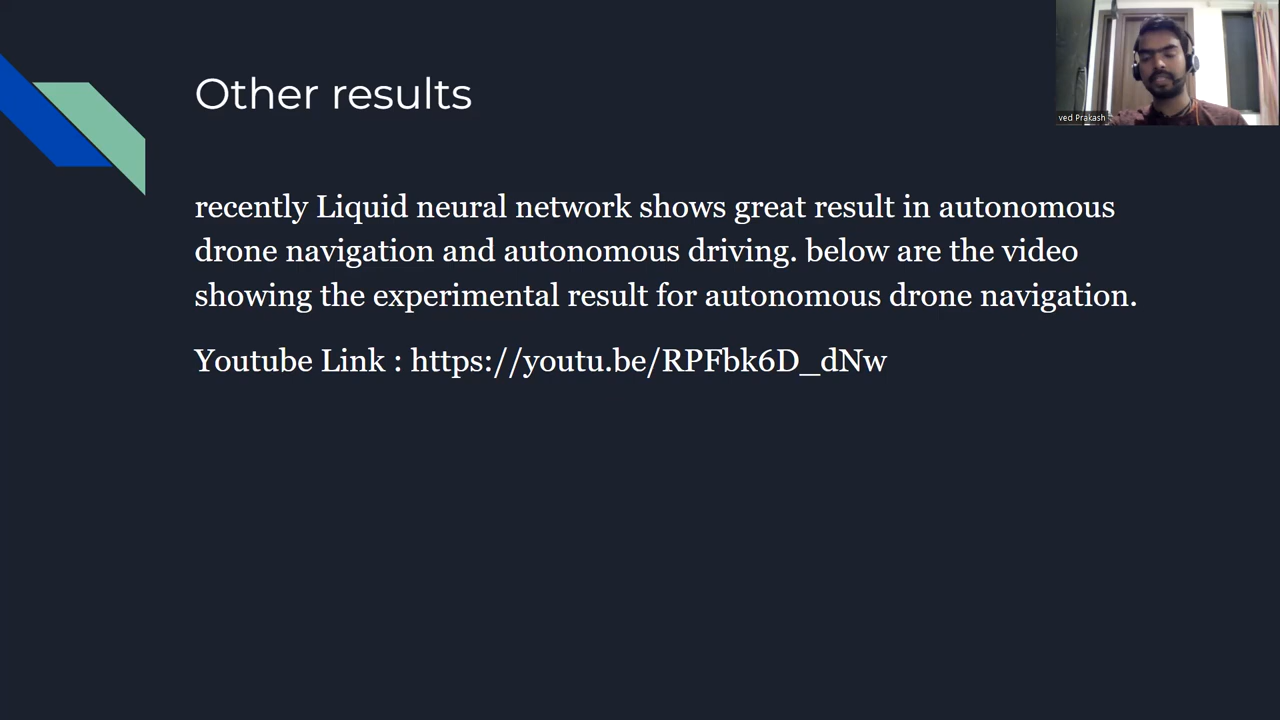 Other results
ved Prakash
recently Liquid neural network shows great result in autonomous
drone navigation and autonomous driving. below are the video
showing the experimental result for autonomous drone navigation.
Youtube Link : https://youtu.be/RPFbk6D_dNw